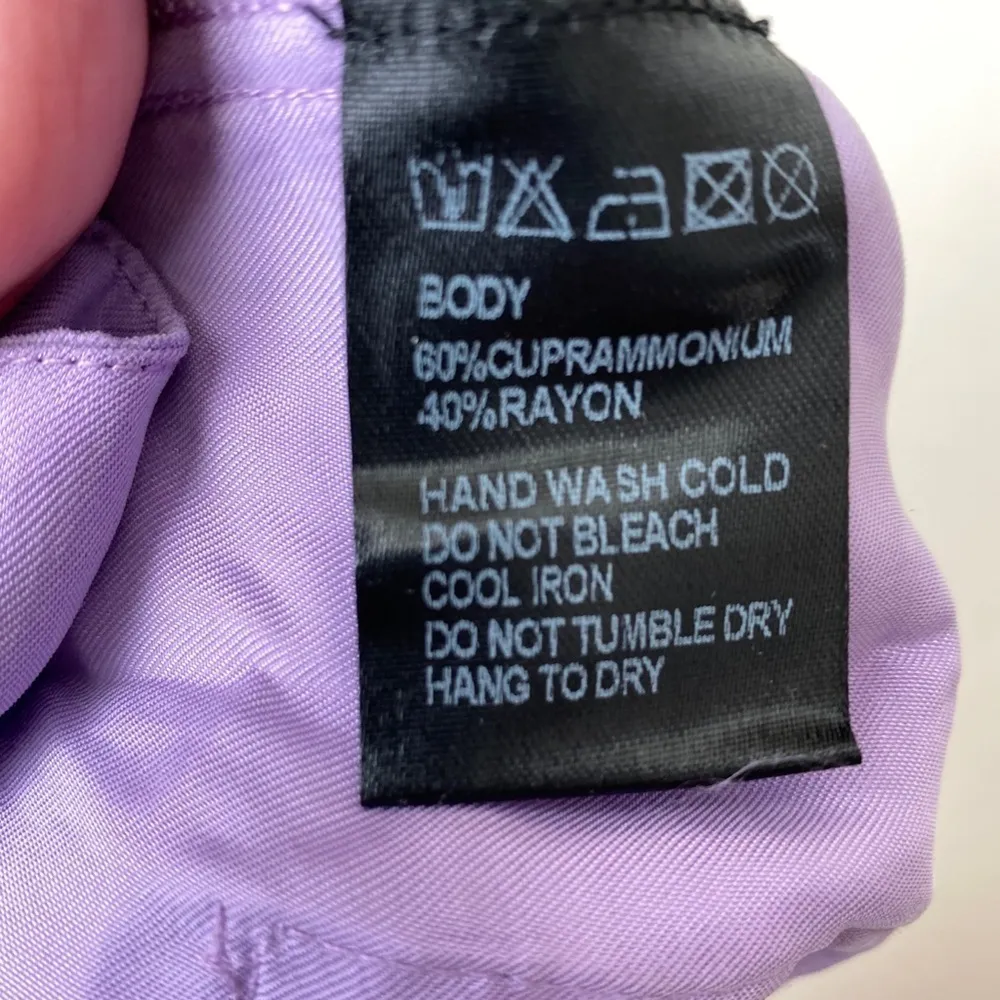 BODY
60%CUPRAMMONIUM
40%RAYON
HAND WASH COLD
DO NOT BLEACH
COOL IRON
DO NOT TUMBLE DRY
HANG TO DRY